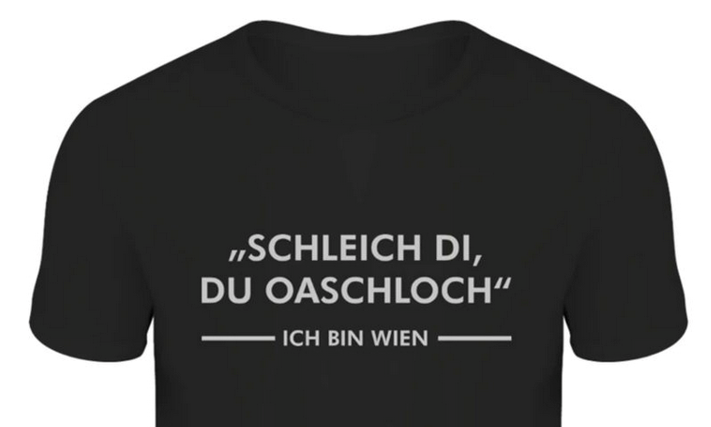 „SCHLEICH DI,
DU OASCHLOCH“
ICH BIN WIEN